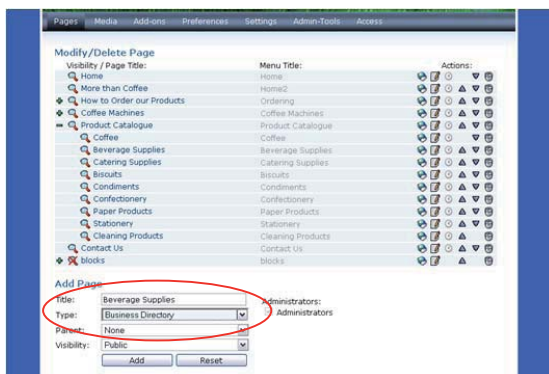 Pages Media Add-ons Preferences Settings Admin-Tools Access
Modify/Delete Page
Visibility / Page Title: Menu Title: Actions:
Home Home
More than Coffee Home2
How to Order our Products Ordering
Coffee Machines Coffee Machines
Product Catalogue Product Catalogue
Coffee Coffee
Beverage Supplies Beverage Supplies
Catering Supplies Catering Supplies
Biscuits Biscuits
Condiments Condiments
Confectionery Confectionery
Paper Products Paper Products
Stationery Stationery
Cleaning Products Cleaning Products
Contact Us Contact Us
blocks blocks
Add Page
Title: Beverage Supplies Administrators:
Type: Business Directory Administrators
Parent: None
Visibility: Public
Add Reset